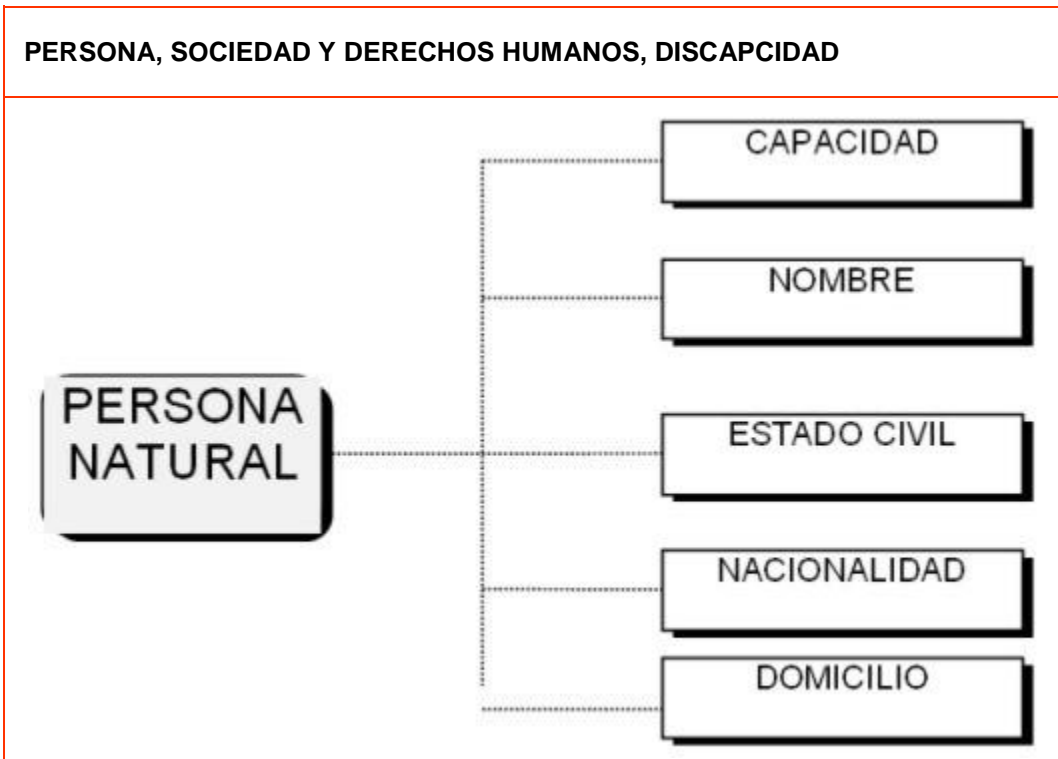 PERSONA, SOCIEDAD Y DERECHOS HUMANOS, DISCAPCIDAD
CAPACIDAD
NOMBRE
PERSONA
NATURAL
ESTADO CIVIL
NACIONALIDAD
DOMICILIO